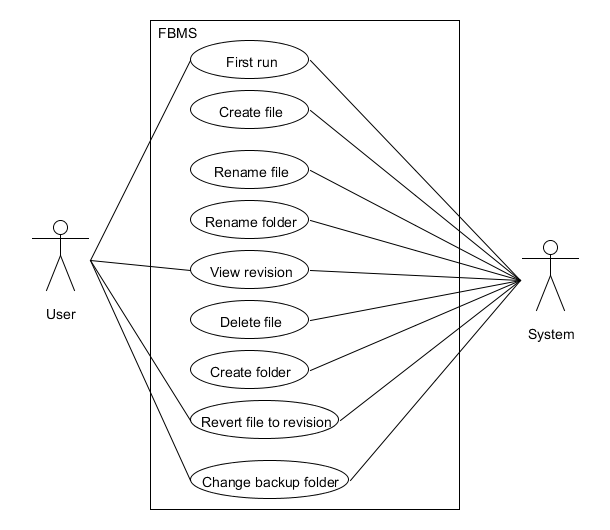 FBMS
First run
Create file
Rename file
Rename folder
View revision
Delete file
Create folder
Revert file to revision
Change backup folder
User
System